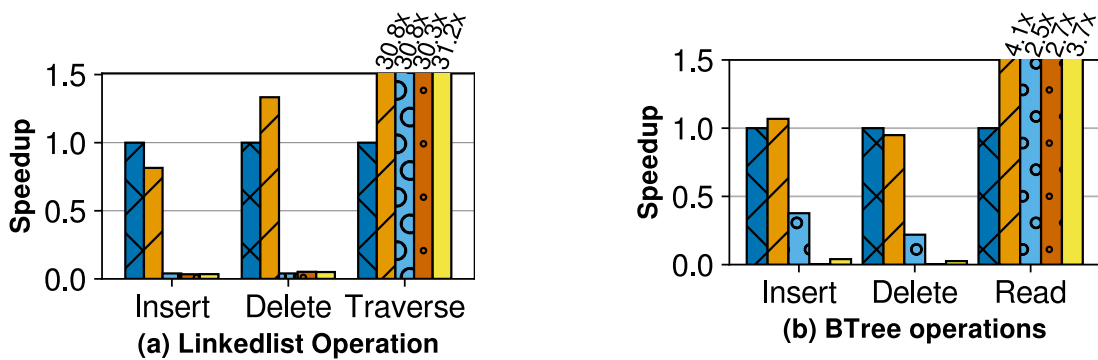 30.8x
30.8x
30.3x
31.2x
1.5
1.0
0.5
0.0
Speedup
Insert Delete Traverse
(a) Linkedlist Operation
4.1x
2.5x
2.7x
3.7x
1.5
1.0
0.5
0.0
Speedup
Insert Delete Read
(b) BTree operations